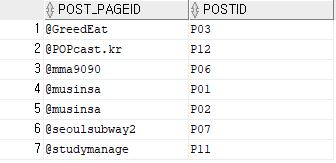 POST_PAGEID POSTID
1 @GreedEat P03
2 @POPcast.kr P12
3 @mma9090 P06
4 @musinsa P01
5 @musinsa P02
6 @seoulsubway2 P07
7 @studymanage P11